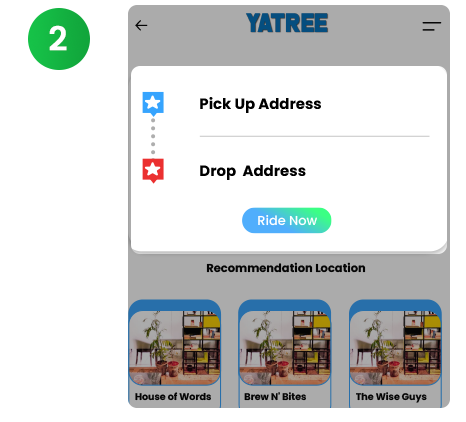 2
YATREE
Pick Up Address
Drop Address
Ride Now
Recommendation Location
House of Words
Brew N' Bites
The Wise Guys